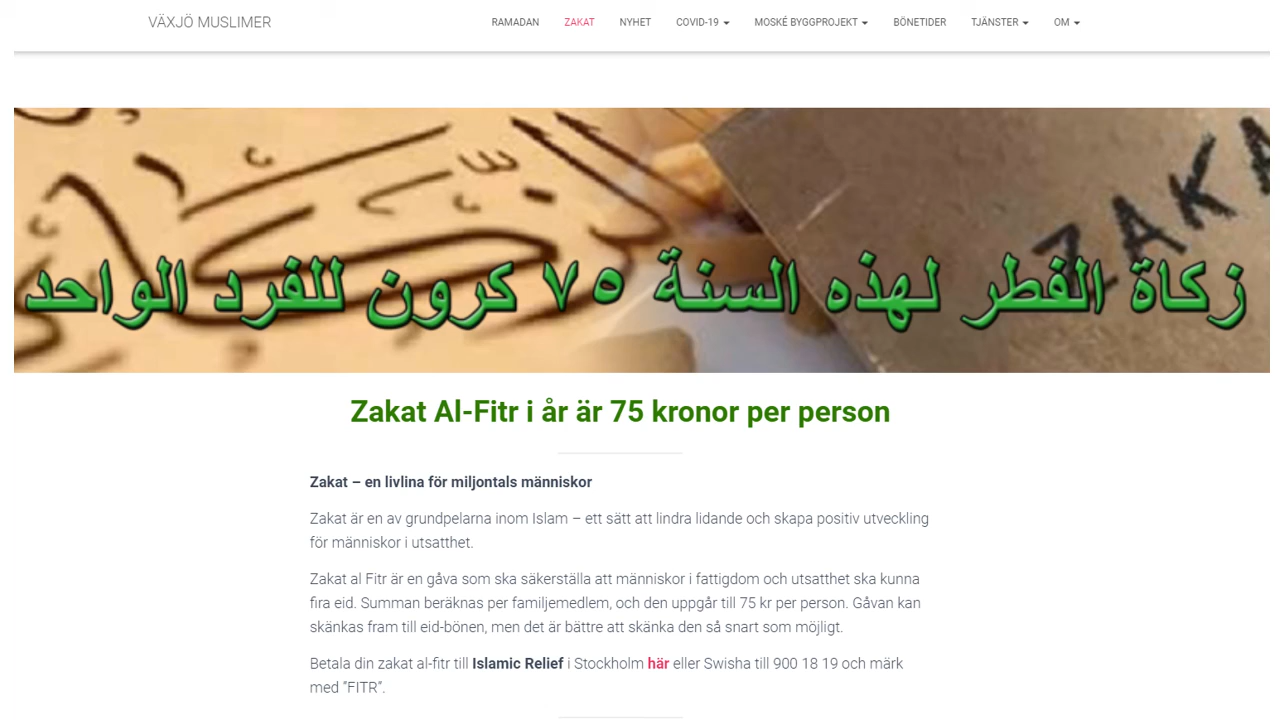 VÄXJÖ MUSLIMER
RAMADAN ZAKAT NYHET COVID-19 MOSKÉ BYGGPROJEKT BÖNETIDER TJÄNSTER OM
ZAKA
زكاة الفطر لهذه السنة ٧٥ كرون للفرد الواحد
Zakat Al-Fitr i år är 75 kronor per person
Zakat – en livlina för miljontals människor
Zakat är en av grundpelarna inom Islam – ett sätt att lindra lidande och skapa positiv utveckling
för människor i utsatthet.
Zakat al Fitr är en gåva som ska säkerställa att människor i fattigdom och utsatthet ska kunna
fira eid. Summan beräknas per familjemedlem, och den uppgår till 75 kr per person. Gåvan kan
skänkas fram till eid-bönen, men det är bättre att skänka den så snart som möjligt.
Betala din zakat al-fitr till Islamic Relief i Stockholm här eller Swisha till 900 18 19 och märk
med ”FITR”.